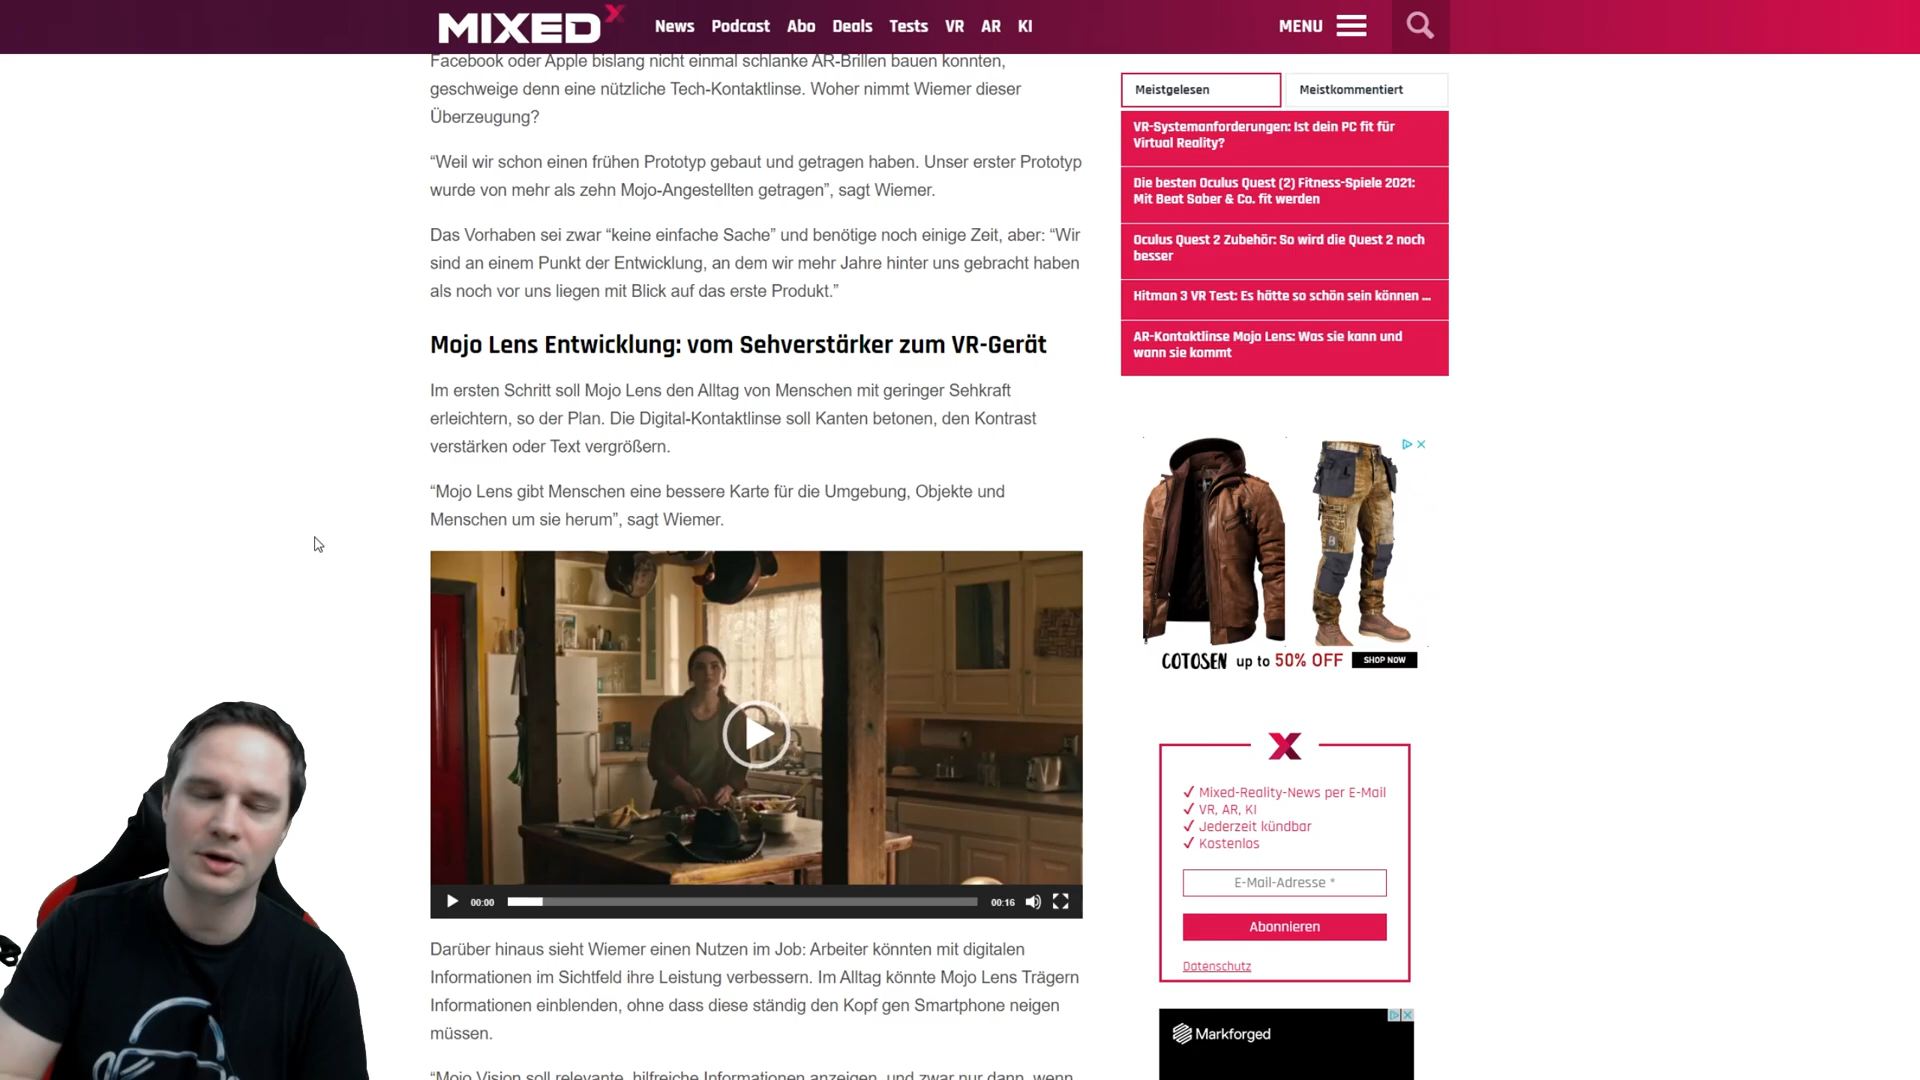 MIXED X
News Podcast Abo Deals Tests VR AR KI
MENU
Facebook oder Apple bislang nicht einmal schlanke AR-Brillen bauen konnten,
geschweige denn eine nützliche Tech-Kontaktlinse. Woher nimmt Wiemer dieser
Überzeugung?
“Weil wir schon einen frühen Prototyp gebaut und getragen haben. Unser erster Prototyp
wurde von mehr als zehn Mojo-Angestellten getragen”, sagt Wiemer.
Das Vorhaben sei zwar “keine einfache Sache” und benötige noch einige Zeit, aber: “Wir
sind an einem Punkt der Entwicklung, an dem wir mehr Jahre hinter uns gebracht haben
als noch vor uns liegen mit Blick auf das erste Produkt.”
Mojo Lens Entwicklung: vom Sehverstärker zum VR-Gerät
Im ersten Schritt soll Mojo Lens den Alltag von Menschen mit geringer Sehkraft
erleichtern, so der Plan. Die Digital-Kontaktlinse soll Kanten betonen, den Kontrast
verstärken oder Text vergrößern.
“Mojo Lens gibt Menschen eine bessere Karte für die Umgebung, Objekte und
Menschen um sie herum”, sagt Wiemer.
00:00
00:16
Darüber hinaus sieht Wiemer einen Nutzen im Job: Arbeiter könnten mit digitalen
Informationen im Sichtfeld ihre Leistung verbessern. Im Alltag könnte Mojo Lens Trägern
Informationen einblenden, ohne dass diese ständig den Kopf gen Smartphone neigen
müssen.
“Mojo Vision soll relevante, hilfreiche Informationen anzeigen, und zwar nur dann, wenn
Meistgelesen
Meistkommentiert
VR-Systemanforderungen: Ist dein PC fit für
Virtual Reality?
Die besten Oculus Quest (2) Fitness-Spiele 2021:
Mit Beat Saber & Co. fit werden
Oculus Quest 2 Zubehör: So wird die Quest 2 noch
besser
Hitman 3 VR Test: Es hätte so schön sein können ...
AR-Kontaktlinse Mojo Lens: Was sie kann und
wann sie kommt
COTOSEN up to 50% OFF SHOP NOW
X
✓ Mixed-Reality-News per E-Mail
✓ VR, AR, KI
✓ Jederzeit kündbar
✓ Kostenlos
E-Mail-Adresse *
Abonnieren
Datenschutz
Markforged